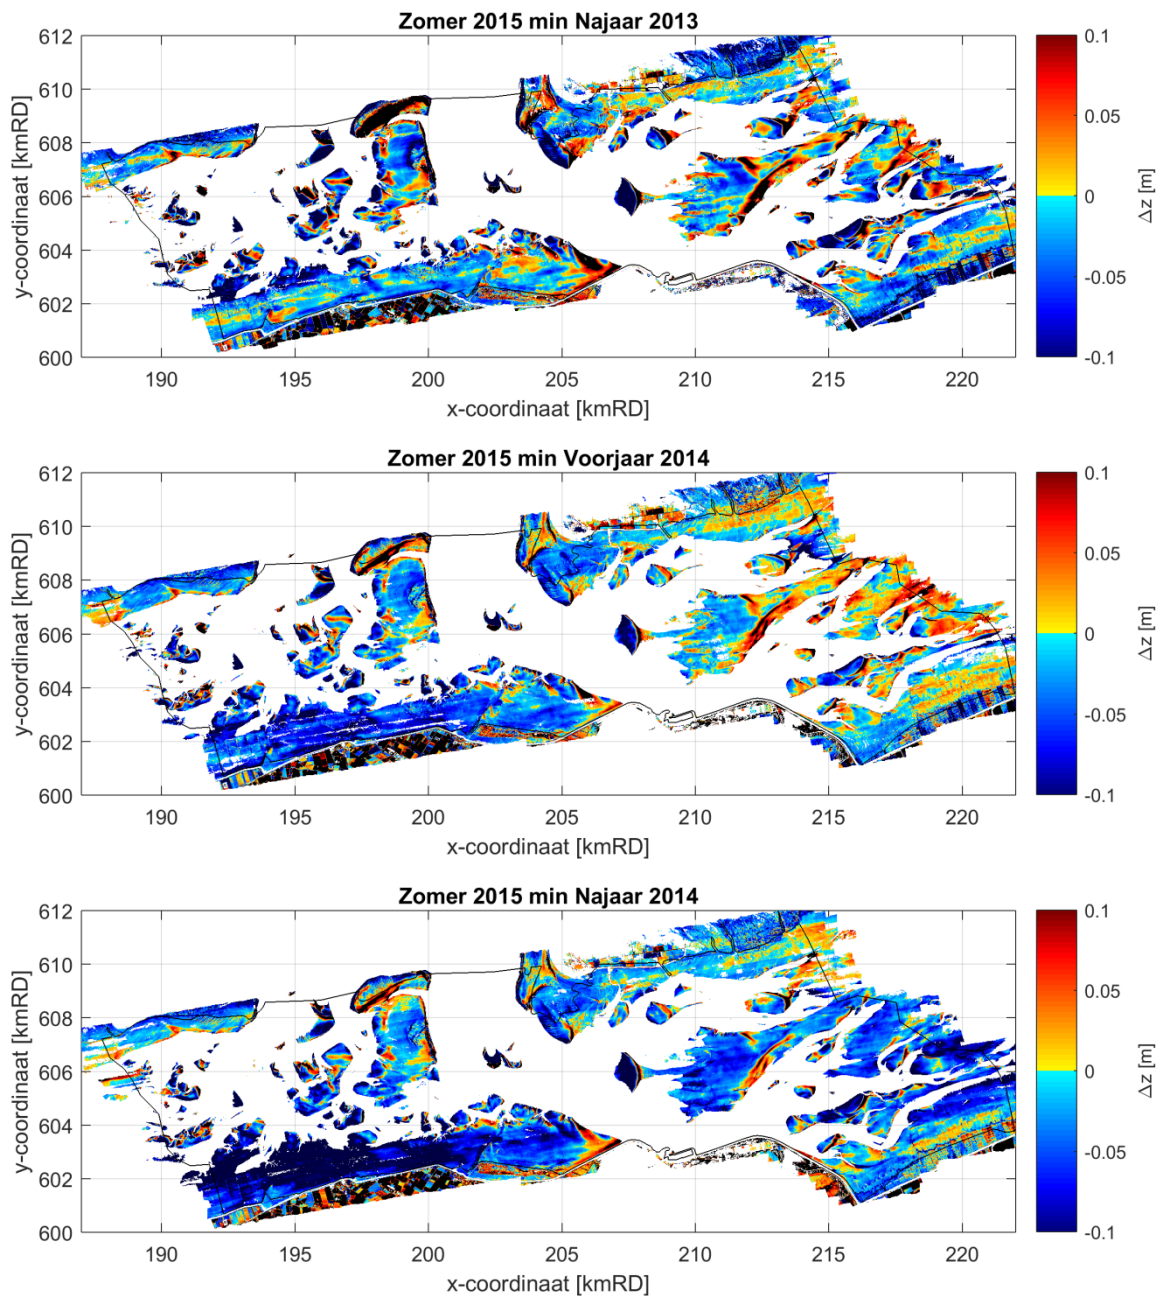 Zomer 2015 min Najaar 2013
612
610
608
606
604
602
600
y-coordinaat [kmRD]
190 195 200 205 210 215 220
x-coordinaat [kmRD]
0.1
0.05
0
-0.05
-0.1
Δz [m]
Zomer 2015 min Voorjaar 2014
612
610
608
606
604
602
600
y-coordinaat [kmRD]
190 195 200 205 210 215 220
x-coordinaat [kmRD]
0.1
0.05
0
-0.05
-0.1
Δz [m]
Zomer 2015 min Najaar 2014
612
610
608
606
604
602
600
y-coordinaat [kmRD]
190 195 200 205 210 215 220
x-coordinaat [kmRD]
0.1
0.05
0
-0.05
-0.1
Δz [m]